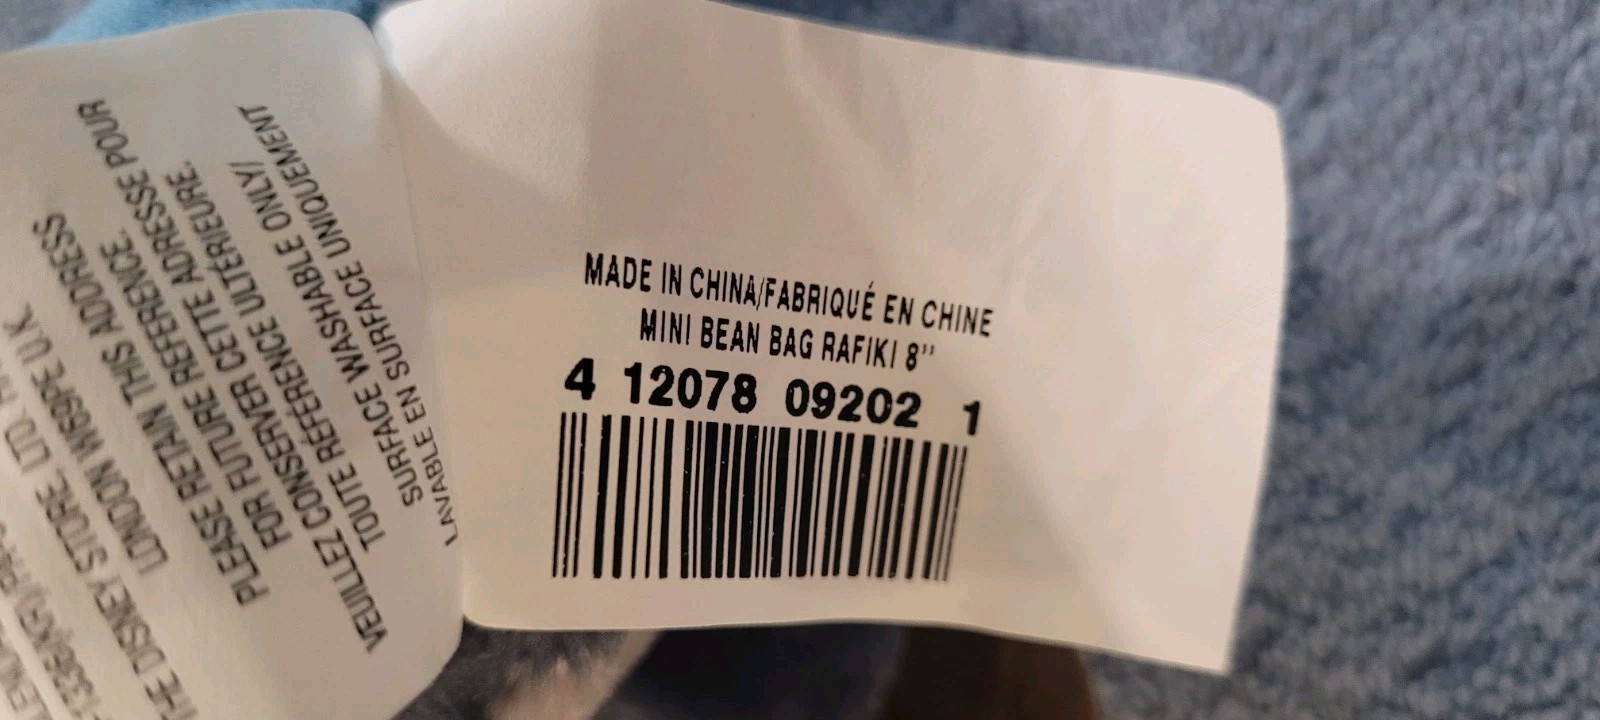 THE DISNEY STORE, LTD.
LONDON W69PE U.K.
PLEASE RETAIN THIS ADDRESS
FOR FUTURE REFERENCE.
VEUILLEZ CONSERVER CETTE ADRESSE POUR
TOUTE RÉFÉRENCE ULTÉRIEURE.
SURFACE WASHABLE ONLY/
LAVABLE EN SURFACE UNIQUEMENT
MADE IN CHINA/FABRIQUÉ EN CHINE
MINI BEAN BAG RAFIKI 8"
4 12078 09202 1